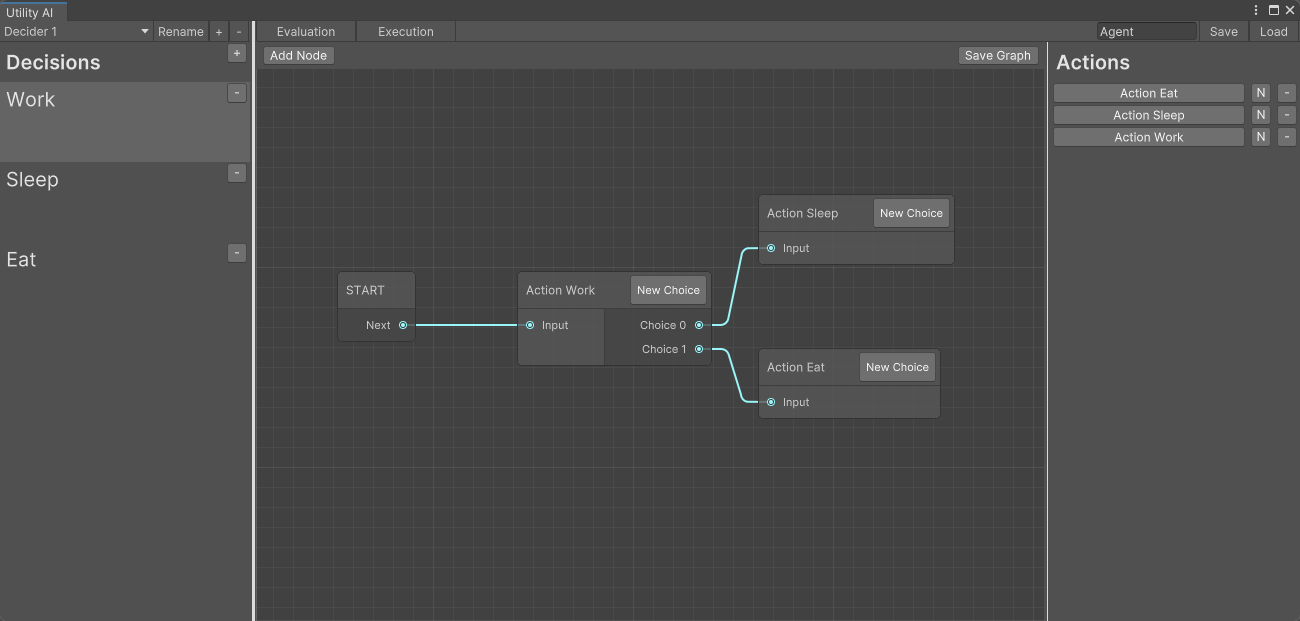 Utility AI
Decider 1 Rename + -
Evaluation Execution
Agent Save Load
Decisions +
Work -
Sleep -
Eat -
Add Node Save Graph
START
Next
Action Work New Choice
Input Choice 0
Choice 1
Action Sleep New Choice
Input
Action Eat New Choice
Input
Actions
Action Eat N -
Action Sleep N -
Action Work N -